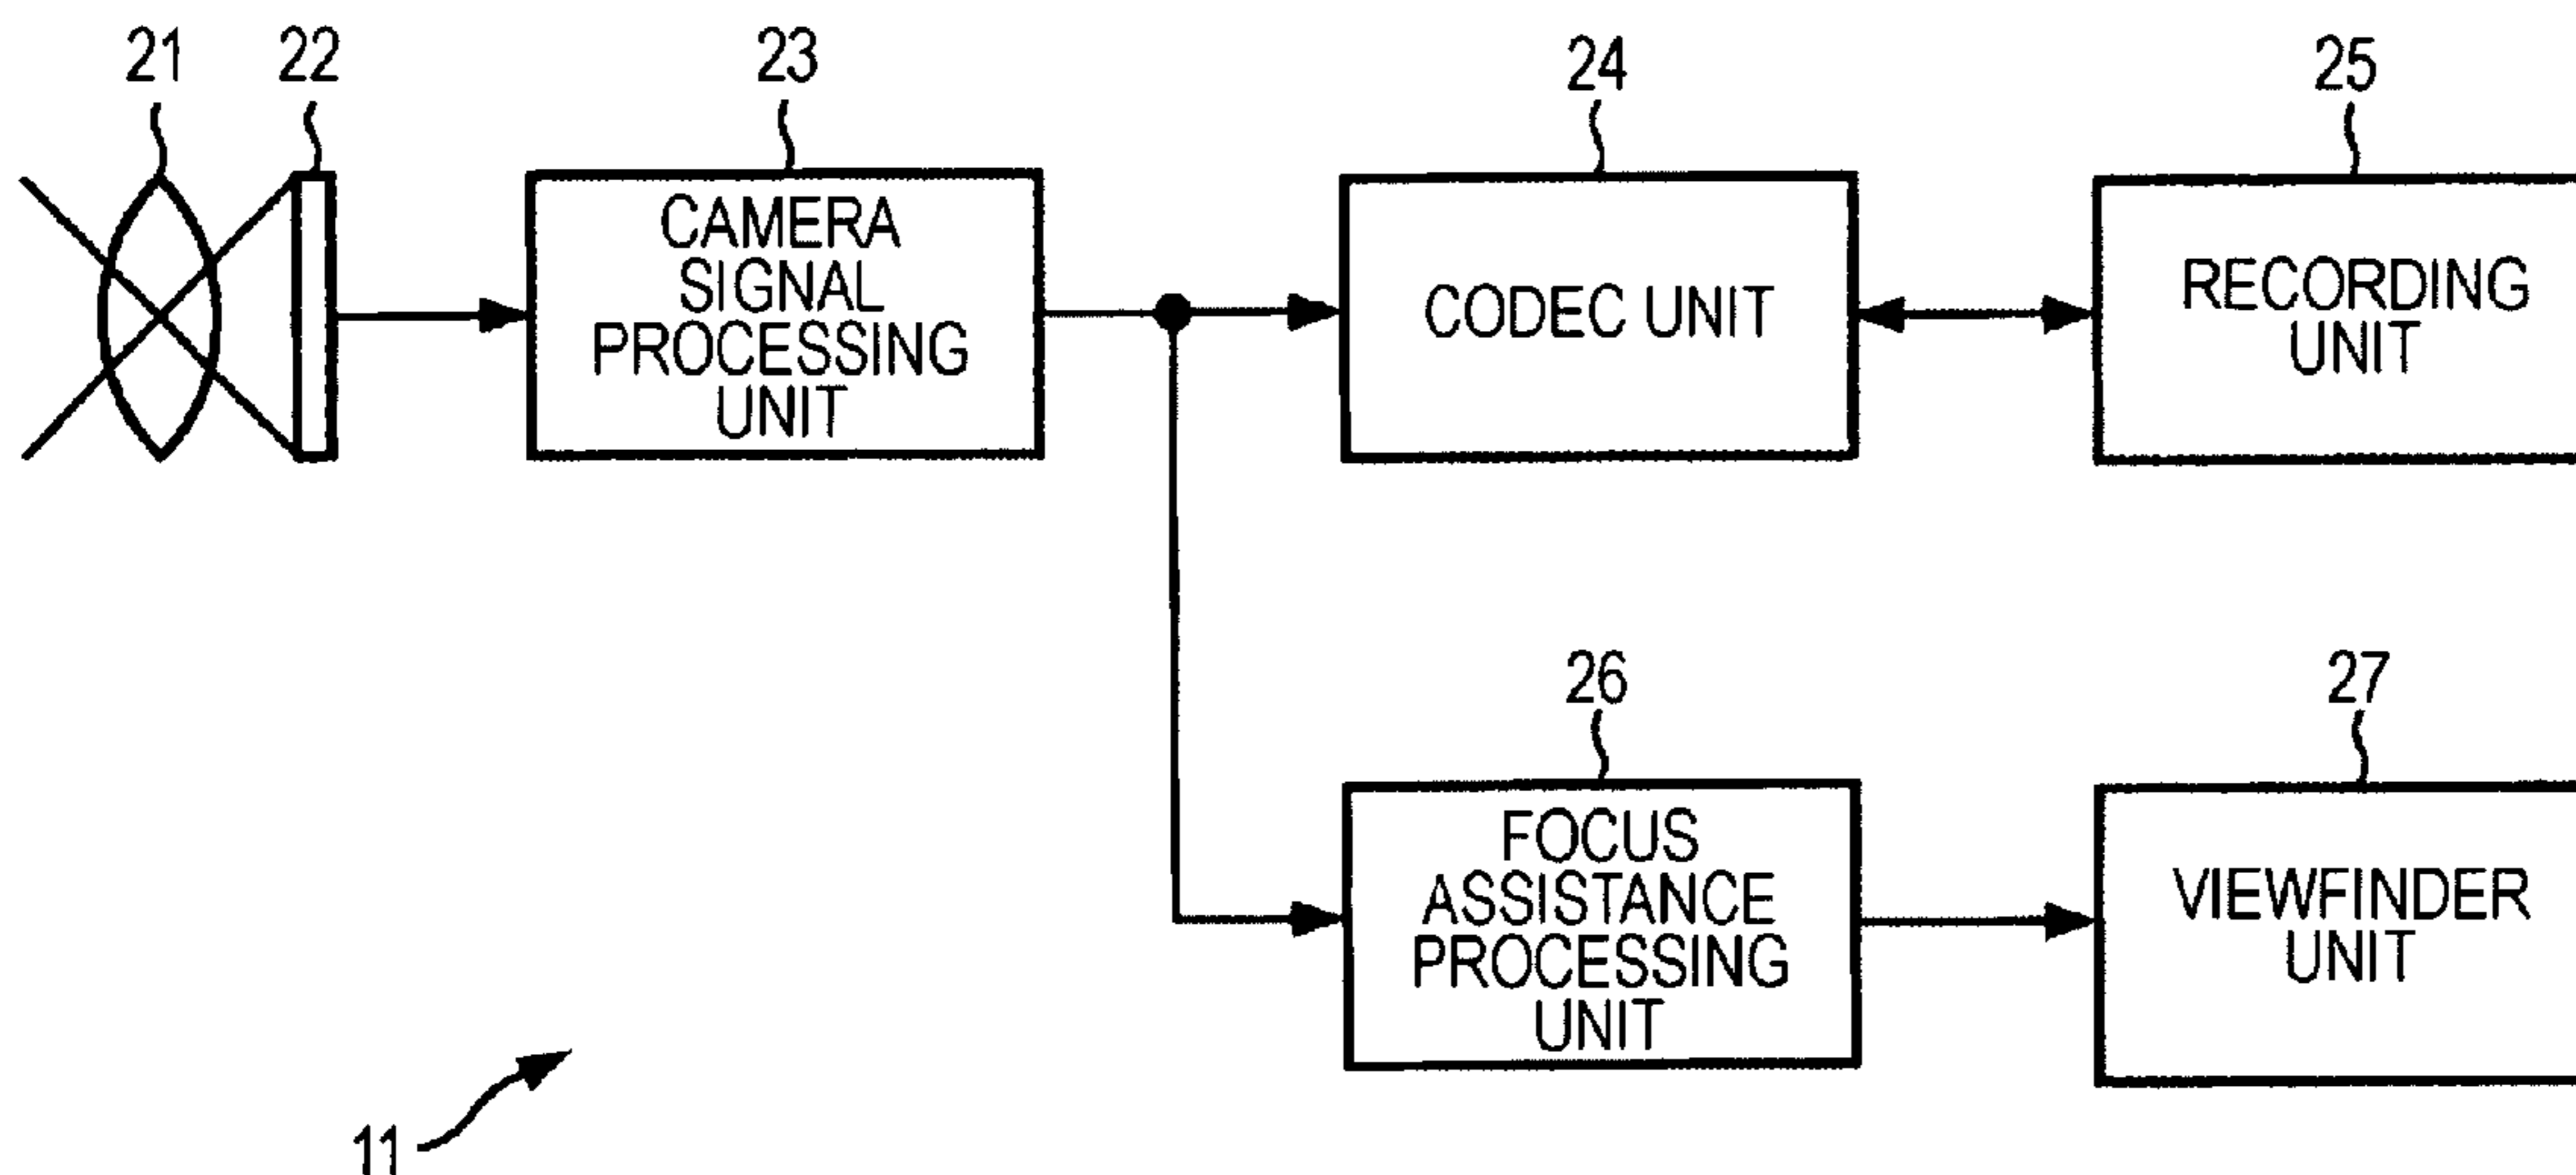 21
22
23
24
25
CAMERA
SIGNAL
PROCESSING
UNIT
CODEC UNIT
RECORDING
UNIT
26
27
FOCUS
ASSISTANCE
PROCESSING
UNIT
VIEWFINDER
UNIT
11